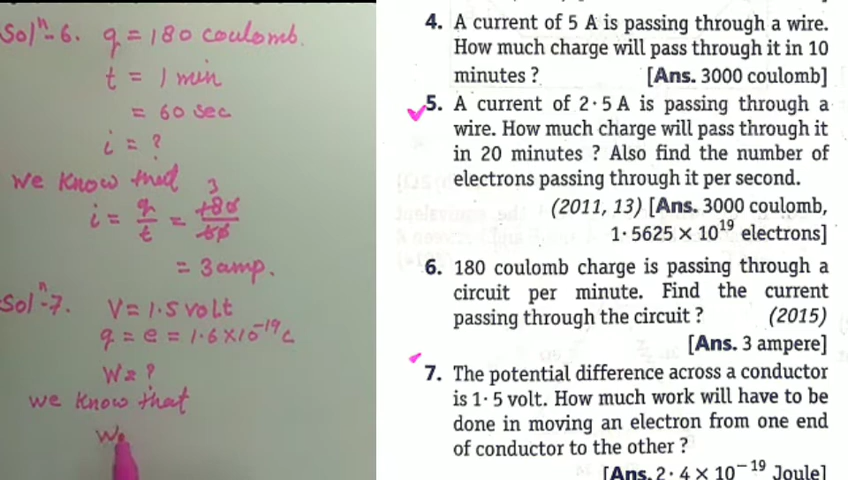 Solⁿ-6. q = 180 coulomb.
t = 1 min
= 60 sec
i = ?
we know that
i = q/t = 180/60 3
= 3 amp.
Solⁿ-7. V = 1.5 volt
q = e = 1.6×10⁻¹⁹ C
W = ?
we know that
W
4. A current of 5 A is passing through a wire.
How much charge will pass through it in 10
minutes ? [Ans. 3000 coulomb]
5. A current of 2·5 A is passing through a
wire. How much charge will pass through it
in 20 minutes ? Also find the number of
electrons passing through it per second.
(2011, 13) [Ans. 3000 coulomb,
1·5625 × 10¹⁹ electrons]
6. 180 coulomb charge is passing through a
circuit per minute. Find the current
passing through the circuit ? (2015)
[Ans. 3 ampere]
7. The potential difference across a conductor
is 1·5 volt. How much work will have to be
done in moving an electron from one end
of conductor to the other ?
[Ans. 2·4 × 10⁻¹⁹ Joule]